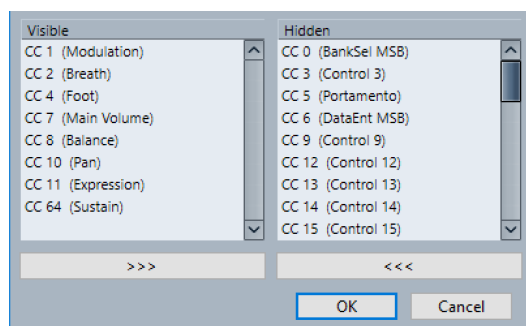 Visible
CC 1 (Modulation)
CC 2 (Breath)
CC 4 (Foot)
CC 7 (Main Volume)
CC 8 (Balance)
CC 10 (Pan)
CC 11 (Expression)
CC 64 (Sustain)
>>>
Hidden
CC 0 (BankSel MSB)
CC 3 (Control 3)
CC 5 (Portamento)
CC 6 (DataEnt MSB)
CC 9 (Control 9)
CC 12 (Control 12)
CC 13 (Control 13)
CC 14 (Control 14)
CC 15 (Control 15)
<<<
OK
Cancel